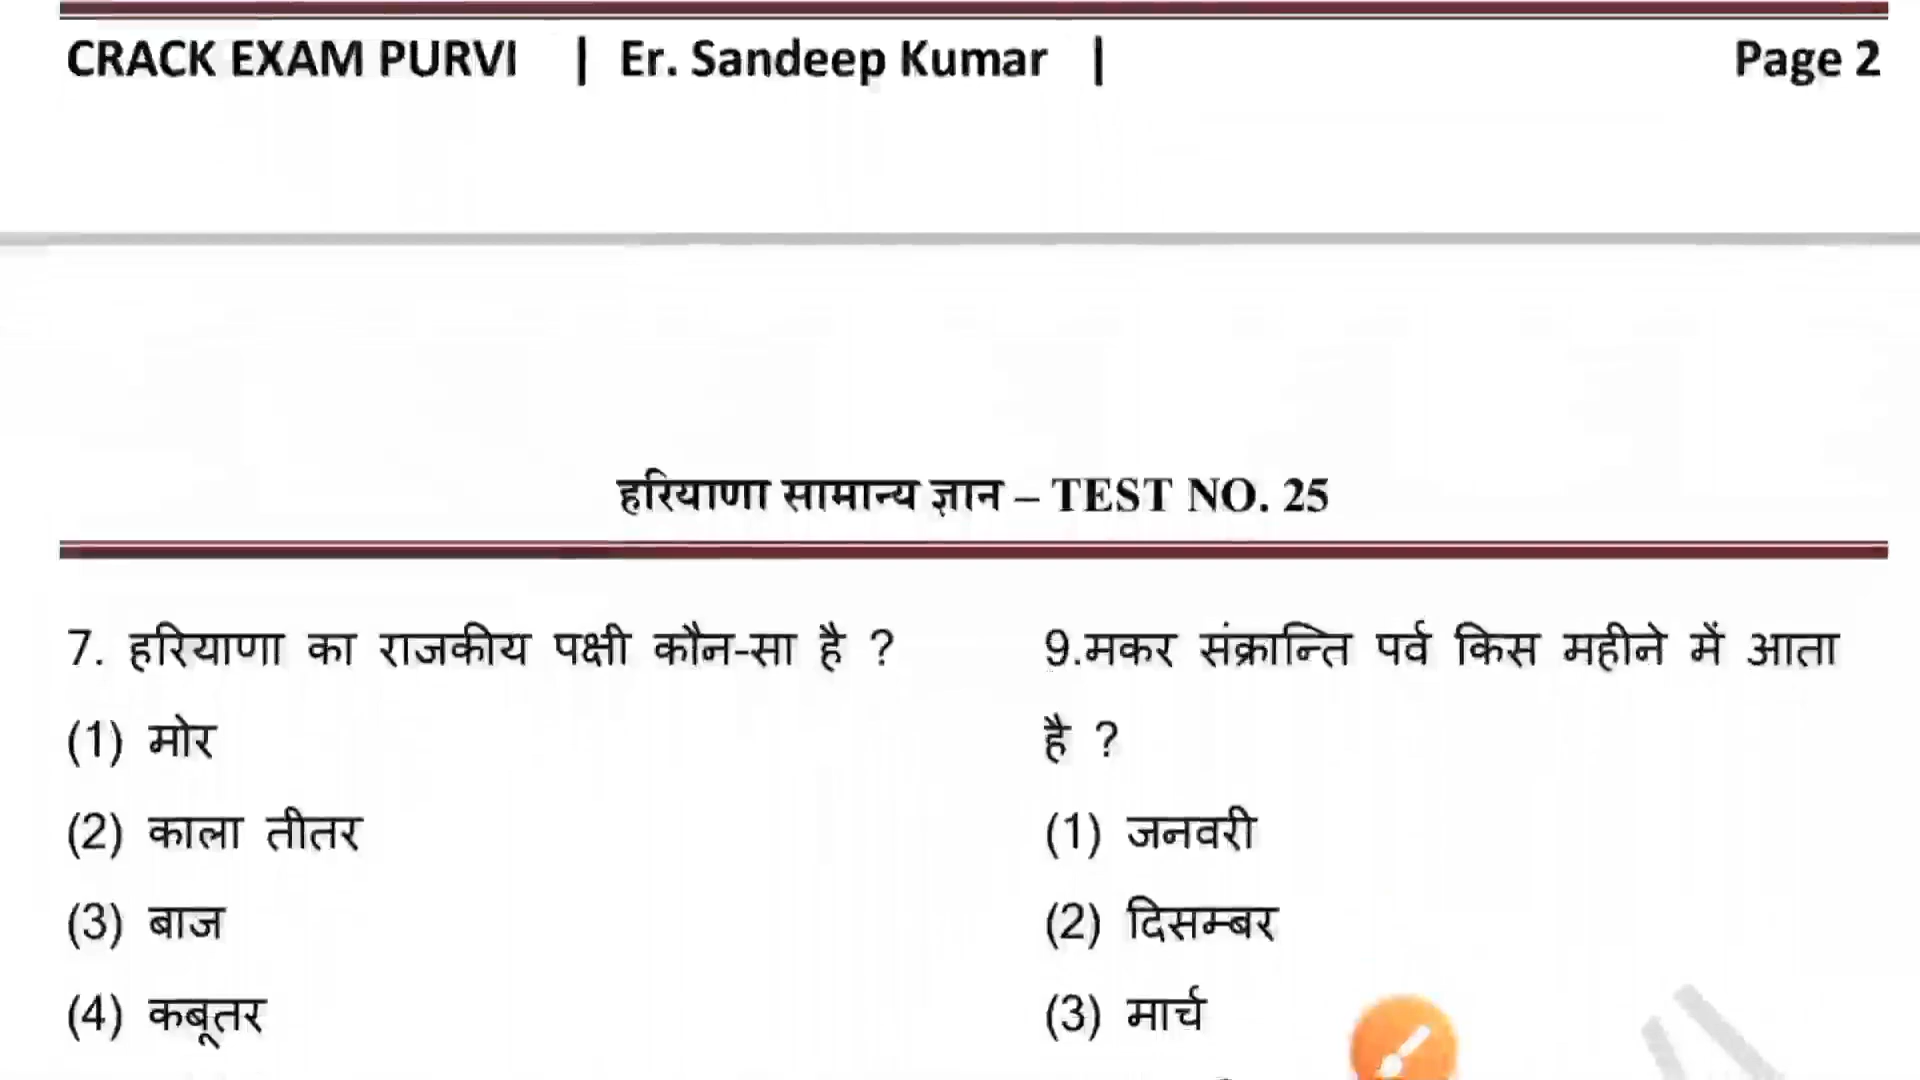 CRACK EXAM PURVI | Er. Sandeep Kumar | Page 2
हरियाणा सामान्य ज्ञान – TEST NO. 25
7. हरियाणा का राजकीय पक्षी कौन-सा है ?
(1) मोर
(2) काला तीतर
(3) बाज
(4) कबूतर
9.मकर संक्रान्ति पर्व किस महीने में आता
है ?
(1) जनवरी
(2) दिसम्बर
(3) मार्च